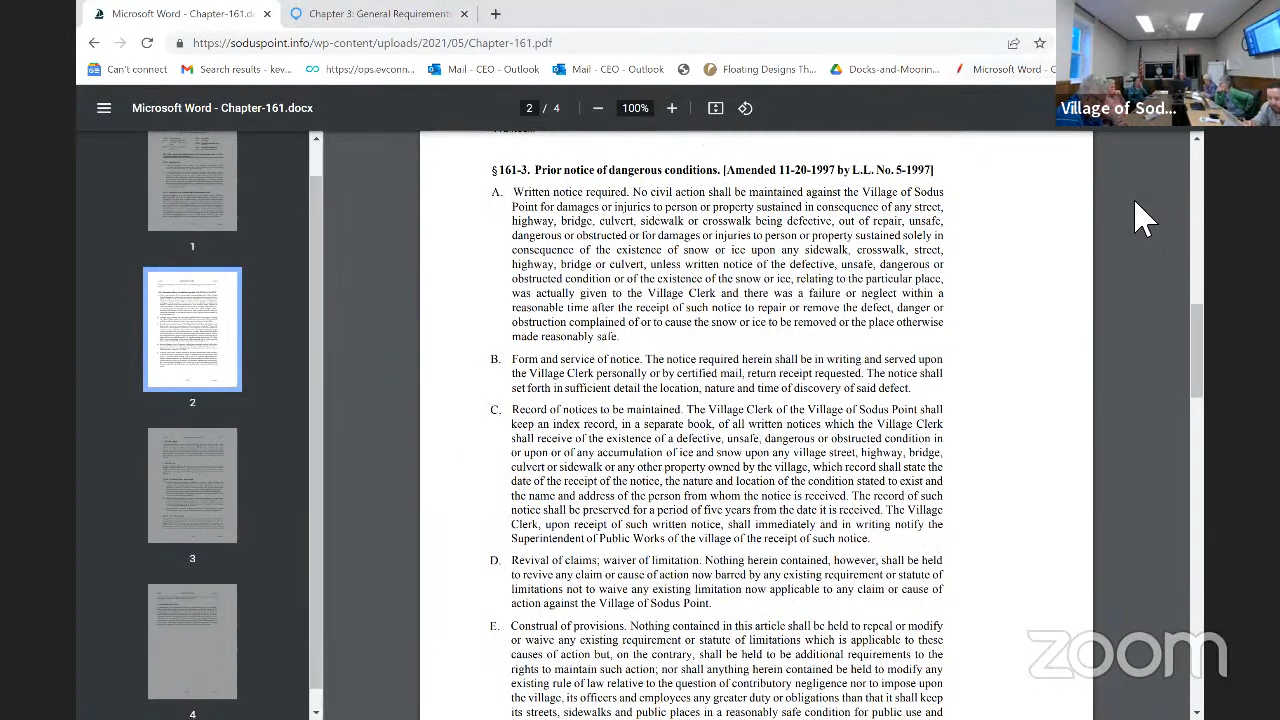 Microsoft Word - Chapter-161.d
Chapter 3: General Requirements
https://soduspoint.info/wp-content/uploads/2021/05/Chapter-161.pdf
Can't connect
Search results - kev...
https://ops.d.conn...
Mail - CEO - Outlook
Mail - CEO - Outlook
Floating Design Th...
Docks-and-Moorin...
Microsoft Word - C
Microsoft Word - Chapter-161.docx
2 / 4
100%
Village of Sod...
1
2
3
4
§ 161-4. Prior notice of dangerous conditions. [Amended 11-20-1997 by L.L. No. 5-1997]
A. Written notice required. No civil action shall be maintained against the Village of Sodus
Point for damages or injuries to person or property sustained in consequence of any street,
highway, bridge, culvert, sidewalk or crosswalk being defective, out of repair, unsafe,
dangerous or obstructed or for damages or injuries to person or property sustained solely in
consequence of the existence of snow or ice upon any sidewalk, crosswalk, street,
highway, bridge or culvert, unless written notice of the defective, unsafe, dangerous or
obstructed condition or of the existence of snow or ice, relating to the particular place,
was actually given to the Village Clerk and there was a failure or neglect within a
reasonable time after the receipt of such notice to repair or remove the defect, danger or
obstruction complained of or to cause the snow or ice to be removed or the place otherwise
made reasonably safe.
B. Form and service of notice. The notice required herein shall be in writing and served upon
the Village Clerk personally or by certified mail, return receipt requested. The notice shall
set forth in sufficient detail the location, nature and time of discovery of said defect.
C. Record of notices to be maintained. The Village Clerk of the Village of Sodus Point shall
keep an index record, in a separate book, of all written notices which the Village Clerk
shall receive of the existence of a defective, unsafe, dangerous or obstructed condition in
or upon or of an accumulation of ice and snow upon any village street, highway, bridge,
culvert or sidewalk or any other property owned by the village, which record shall state the
date of the receipt of the notice, the nature and location of the condition stated to exist and
the name and address of the person from whom the notice is received. The record of such
notice shall be preserved for a period of five years from the date it is received. The Village
Clerk, upon receipt of such written notice, shall immediately and in writing notify the
Superintendent of Public Works of the village of the receipt of such notice.
D. Revival of claims; waiver of limitation. Nothing herein contained, however, shall be held
to revive any claim or cause of action now barred by any existing requirement or statute of
limitations nor to waive any existing limitation now applicable to any claim or cause of
action against the Village of Sodus Point.
E. Construal of provisions. Nothing contained in this article shall be held to repeal or modify
or waive any existing requirement or statute of limitations which is applicable to these
causes of action but, on the contrary, shall be held to be additional requirements to the
rights to maintain such action; nor shall anything herein contained be held to modify any
existing rule of law relative to the question of contributory negligence nor to impose upon
the village, its officers and employees any greater duty or obligations than that it shall keep
its streets, sidewalks and public places in a reasonably safe condition for public use and
zoom